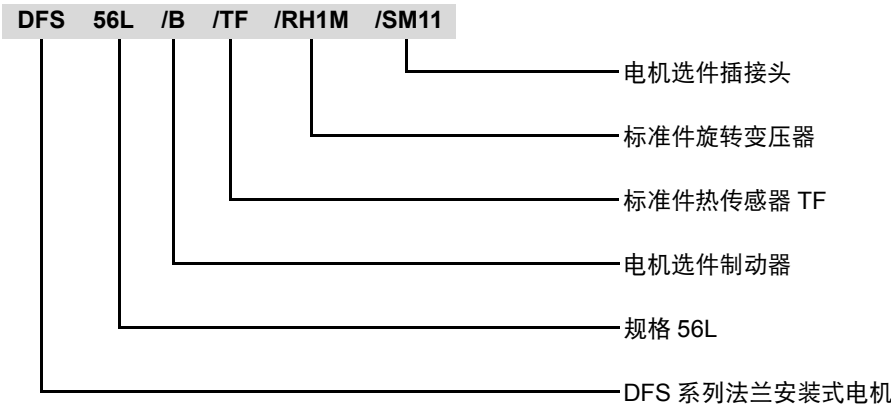 DFS 56L /B /TF /RH1M /SM11
电机选件插接头
标准件旋转变压器
标准件热传感器 TF
电机选件制动器
规格 56L
DFS 系列法兰安装式电机